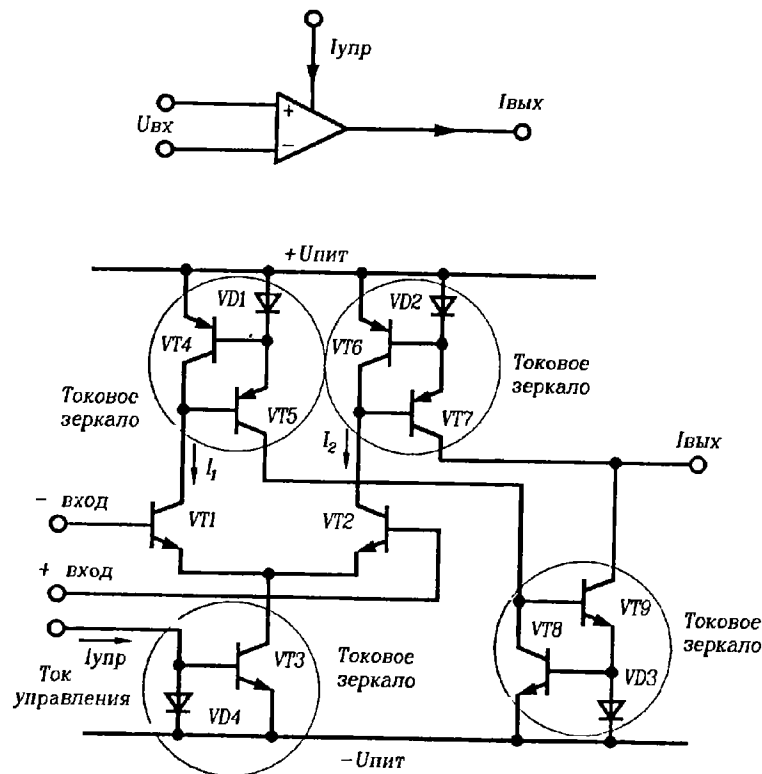 Iупр
Uвх
+
−
Iвых
+Uпит
VD1
VD2
VT4
VT6
Токовое
зеркало
VT5
VT7
Токовое
зеркало
I₁
I₂
Iвых
− вход
VT1
VT2
+ вход
Iупр
VT3
Токовое
зеркало
VT8
VT9
Токовое
зеркало
Ток
управления
VD4
VD3
−Uпит